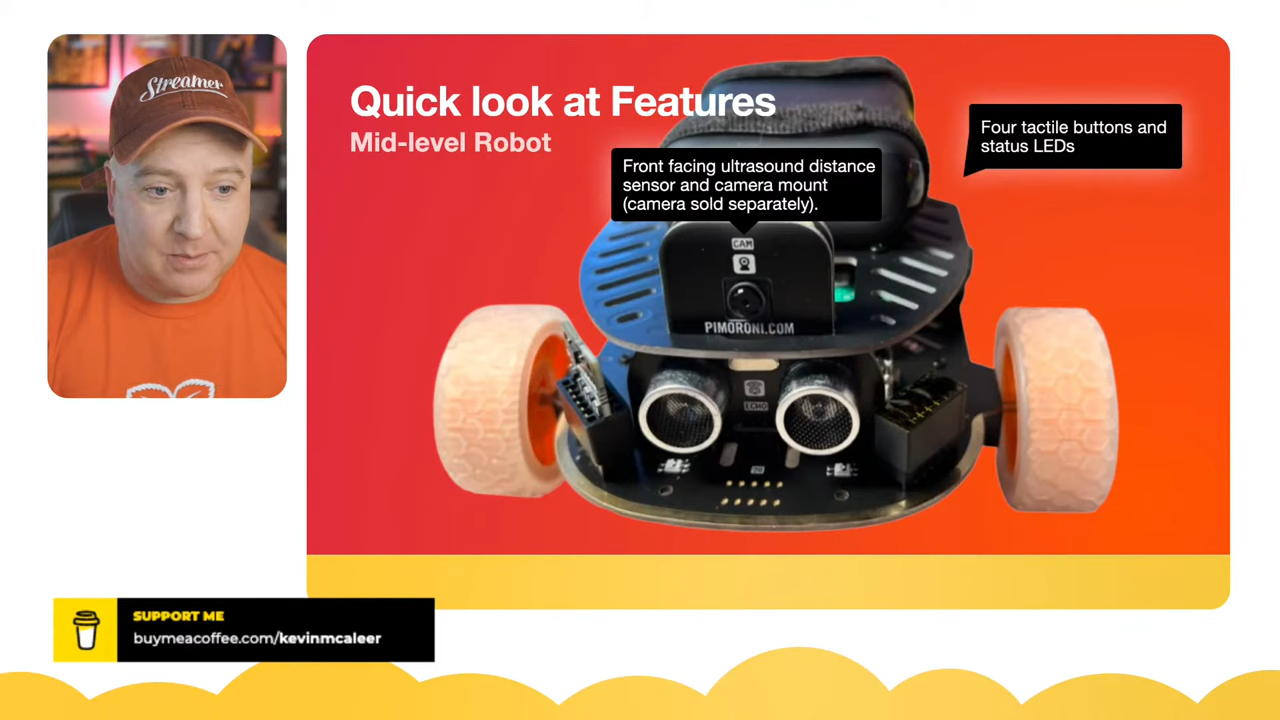 Streamer
Quick look at Features
Mid-level Robot
Front facing ultrasound distance
sensor and camera mount
(camera sold separately).
Four tactile buttons and
status LEDs
CAM
PIMORONI.COM
ECHO
SUPPORT ME
buymeacoffee.com/kevinmcaleer